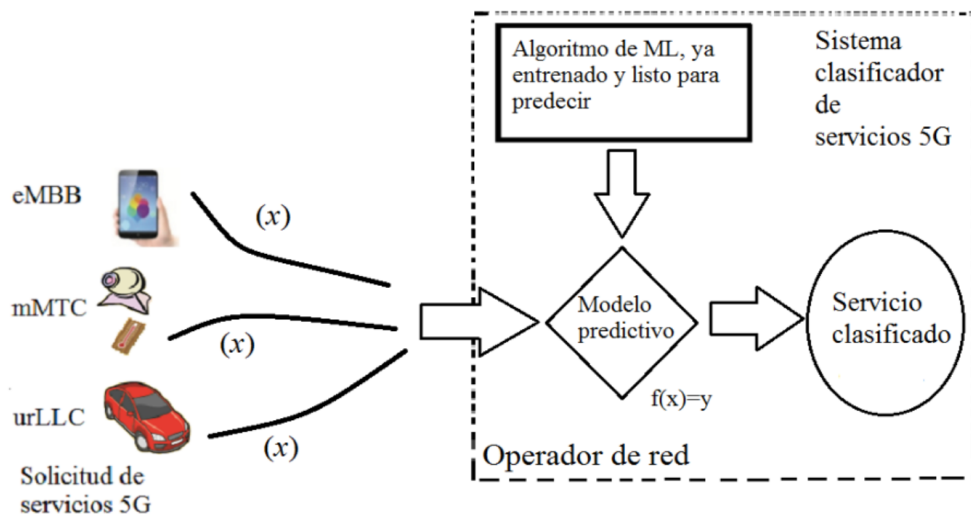 eMBB
(x)
mMTC
(x)
urLLC
(x)
Solicitud de
servicios 5G
Algoritmo de ML, ya
entrenado y listo para
predecir
Sistema
clasificador
de
servicios 5G
Modelo
predictivo
f(x)=y
Servicio
clasificado
Operador de red